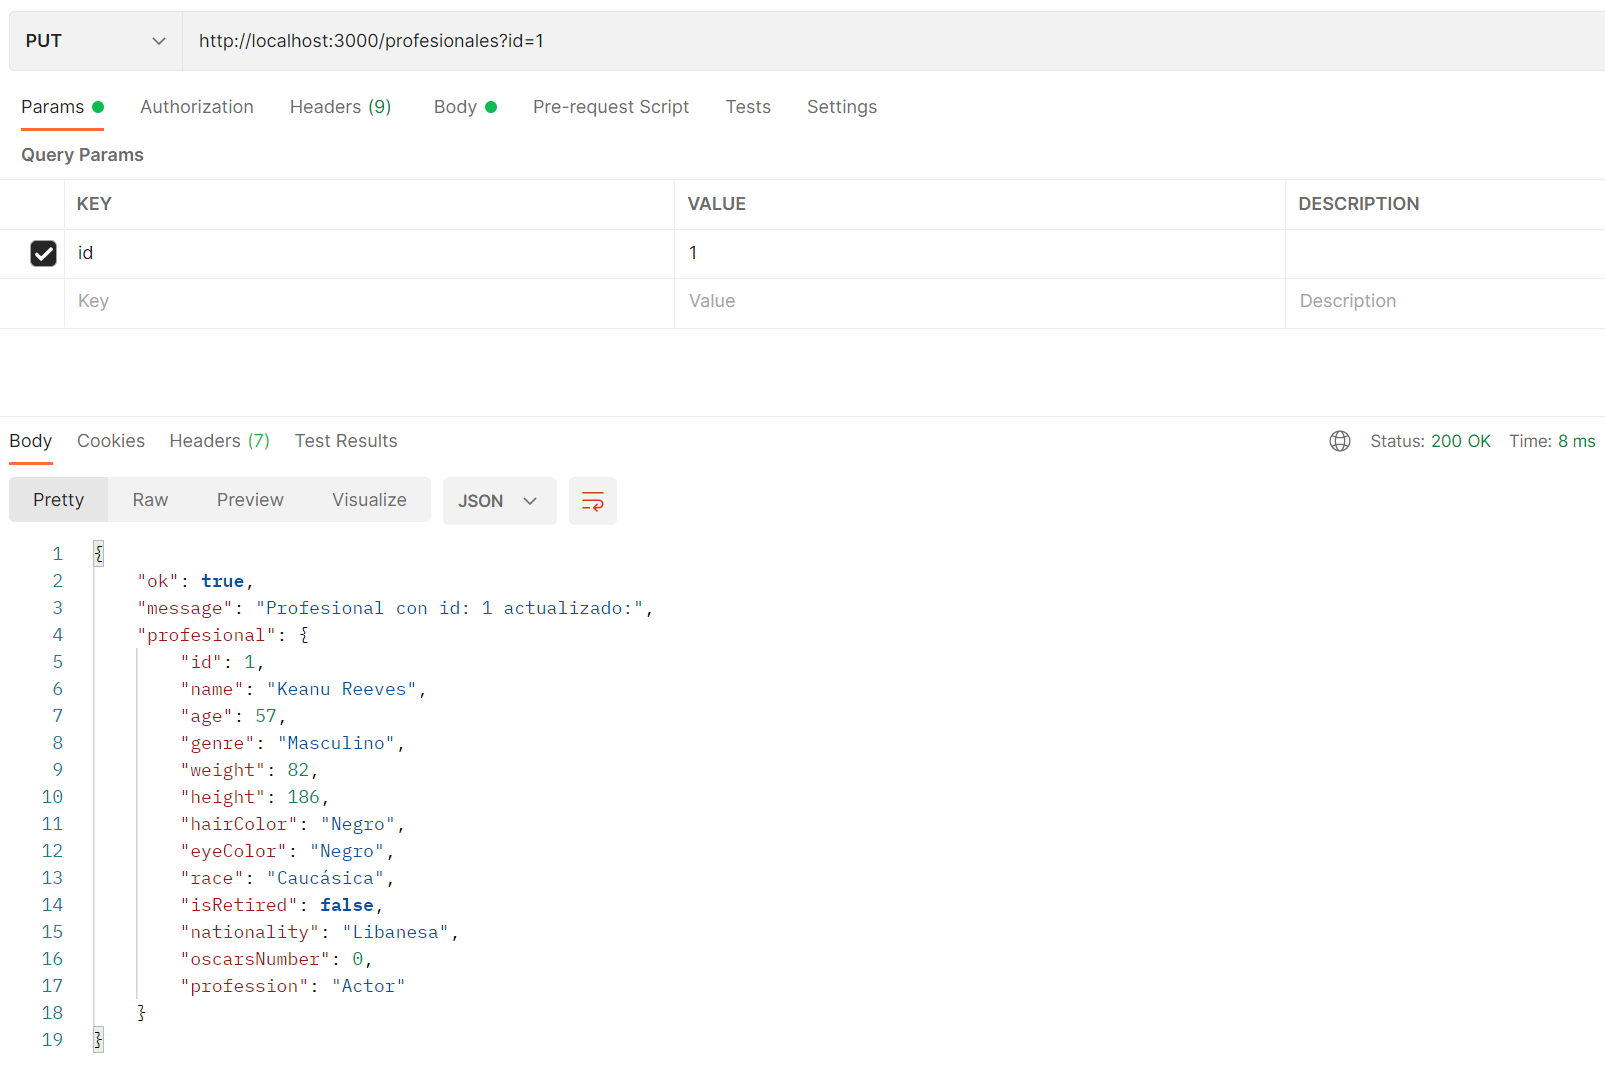 PUT http://localhost:3000/profesionales?id=1
Params Authorization Headers (9) Body Pre-request Script Tests Settings
Query Params
KEY VALUE DESCRIPTION
id 1
Key Value Description
Body Cookies Headers (7) Test Results Status: 200 OK Time: 8 ms
Pretty Raw Preview Visualize JSON
1 {
2 "ok": true,
3 "message": "Profesional con id: 1 actualizado:",
4 "profesional": {
5 "id": 1,
6 "name": "Keanu Reeves",
7 "age": 57,
8 "genre": "Masculino",
9 "weight": 82,
10 "height": 186,
11 "hairColor": "Negro",
12 "eyeColor": "Negro",
13 "race": "Caucásica",
14 "isRetired": false,
15 "nationality": "Libanesa",
16 "oscarsNumber": 0,
17 "profession": "Actor"
18 }
19 }